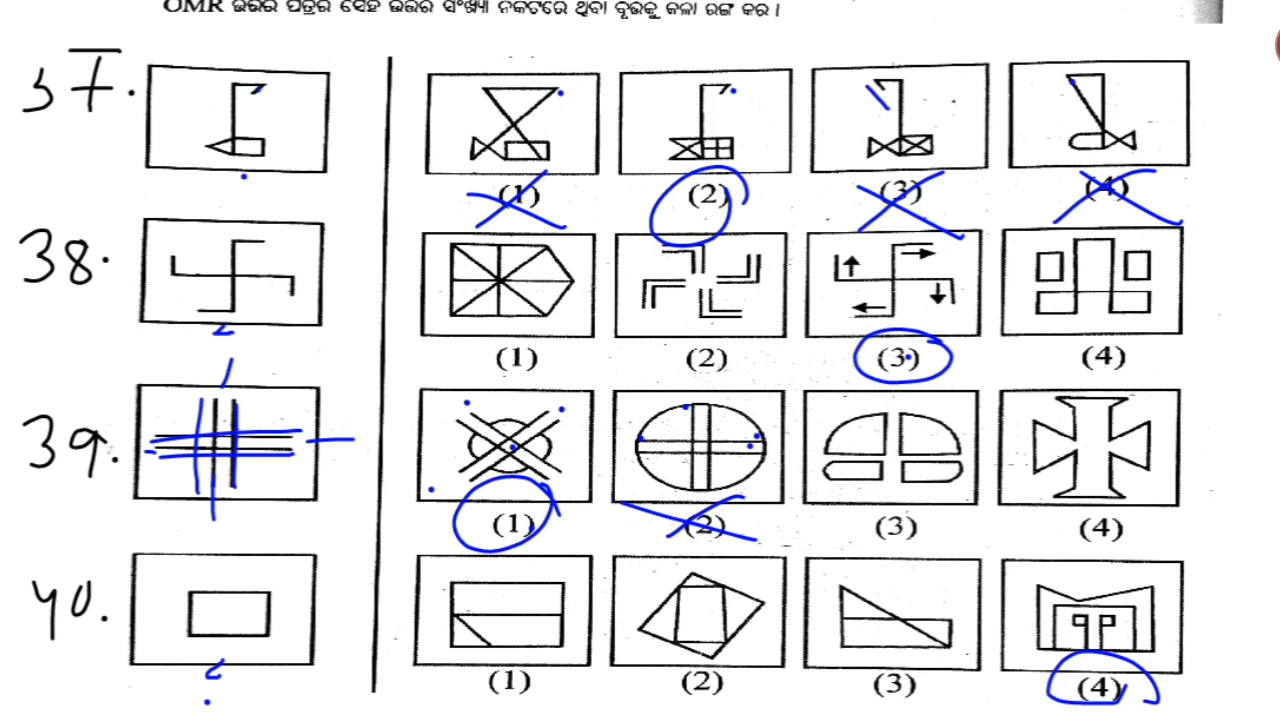 OMR ଉତ୍ତର ପତ୍ରର ସେହି ଉତ୍ତର ସଂଖ୍ୟା ନିକଟରେ ଥିବା ବୃତ୍ତକୁ କଳା ରଙ୍ଗ କର ।
37.
(1) (2) (3) (4)
38.
(1) (2) (3) (4)
39.
(1) (2) (3) (4)
40.
(1) (2) (3) (4)